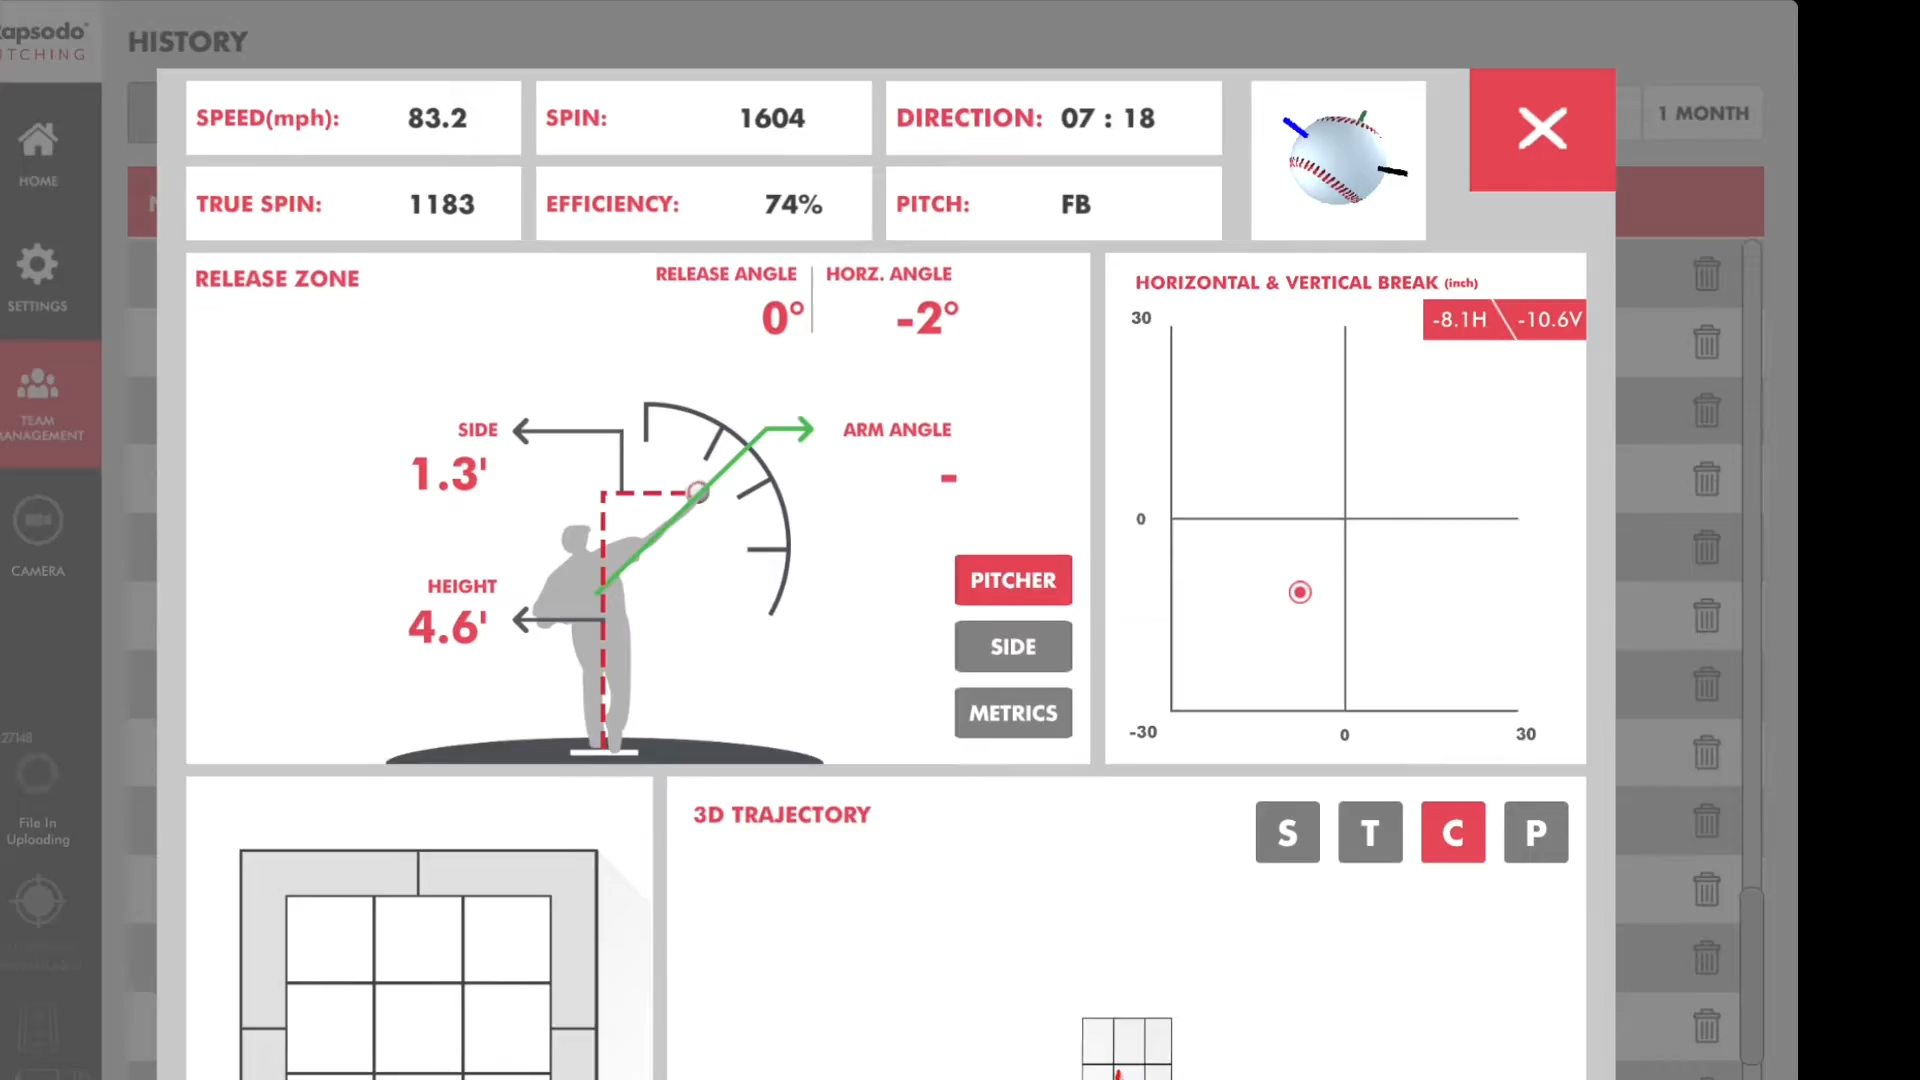 apsodo
ITCHING
HISTORY
1 MONTH
HOME
SETTINGS
TEAM
MANAGEMENT
CAMERA
27148
File In
Uploading
SPEED(mph): 83.2
SPIN: 1604
DIRECTION: 07 : 18
TRUE SPIN: 1183
EFFICIENCY: 74%
PITCH: FB
RELEASE ZONE
RELEASE ANGLE
0°
HORZ. ANGLE
-2°
SIDE
1.3'
ARM ANGLE
-
HEIGHT
4.6'
PITCHER
SIDE
METRICS
HORIZONTAL & VERTICAL BREAK (inch)
-8.1H
-10.6V
30
0
-30
0
30
3D TRAJECTORY
S
T
C
P